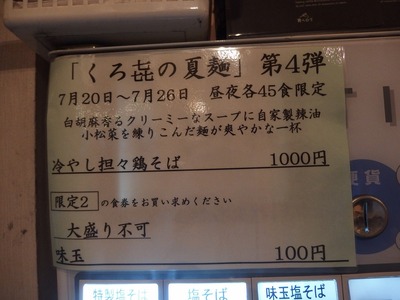 「くろ㐂の夏麺」第4弾
7月20日～7月26日　昼夜各45食限定
白胡麻香るクリーミーなスープに自家製辣油
小松菜を練りこんだ麺が爽やかな一杯
冷やし担々鶏そば　1000円
限定2 の食券をお買い求めください
大盛り不可
味玉　100円
硬貨
特製塩そば
塩そば
味玉塩そば